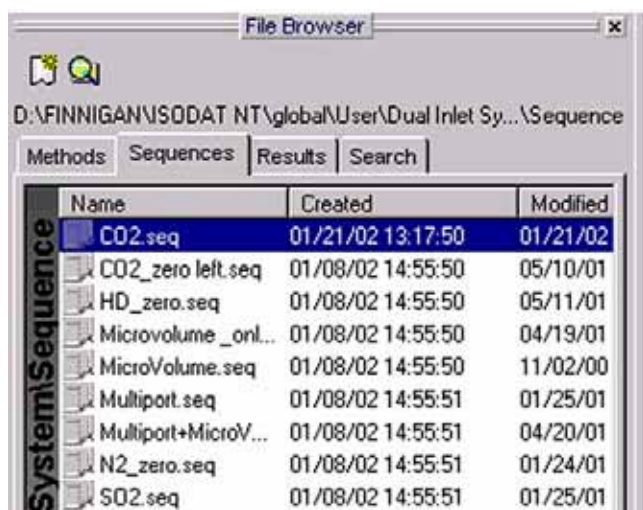 File Browser
D:\FINNIGAN\ISODAT NT\global\User\Dual Inlet Sy...\Sequence
Methods Sequences Results Search
System\Sequence
Name Created Modified
CO2.seq 01/21/02 13:17:50 01/21/02
CO2_zero left.seq 01/08/02 14:55:50 05/10/01
HD_zero.seq 01/08/02 14:55:50 05/11/01
Microvolume _onl... 01/08/02 14:55:50 04/19/01
MicroVolume.seq 01/08/02 14:55:50 11/02/00
Multiport.seq 01/08/02 14:55:51 01/25/01
Multiport+MicroV... 01/08/02 14:55:51 04/20/01
N2_zero.seq 01/08/02 14:55:51 01/24/01
SO2.seq 01/08/02 14:55:51 01/25/01